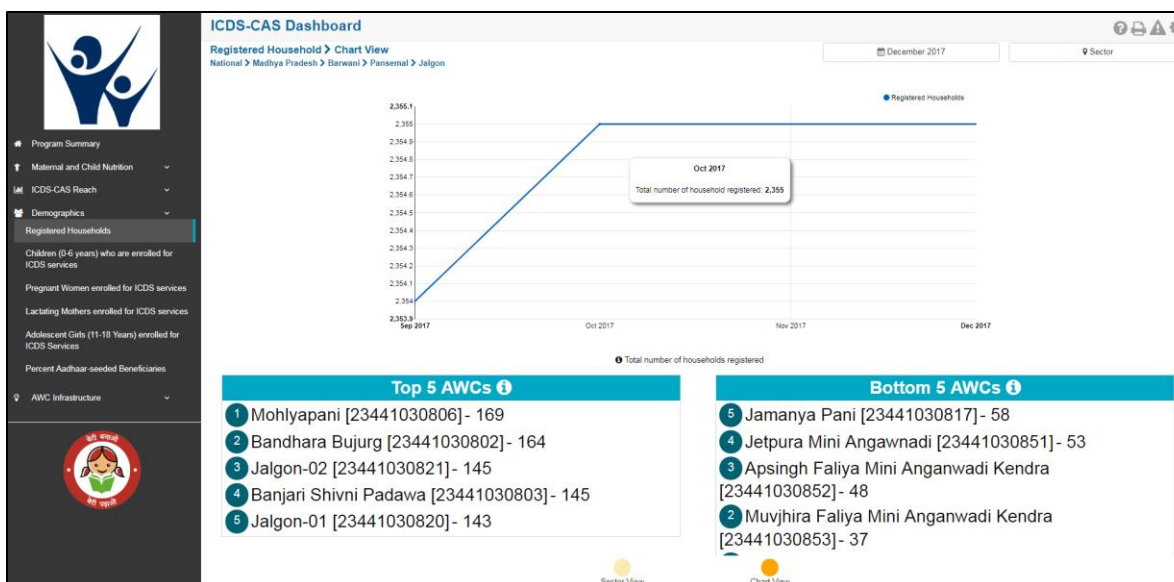 ICDS-CAS Dashboard
Registered Household > Chart View
National > Madhya Pradesh > Barwani > Pansemal > Jalgon
December 2017
Sector
Program Summary
Maternal and Child Nutrition
ICDS-CAS Reach
Demographics
Registered Households
Children (0-6 years) who are enrolled for
ICDS services
Pregnant Women enrolled for ICDS services
Lactating Mothers enrolled for ICDS services
Adolescent Girls (11-18 Years) enrolled for
ICDS Services
Percent Aadhaar-seeded Beneficiaries
AWC Infrastructure
बेटी बचाओ
बेटी पढ़ाओ
Registered Households
2,355.1
2,355
2,354.9
2,354.8
2,354.7
2,354.6
2,354.5
2,354.4
2,354.3
2,354.2
2,354.1
2,354
2,353.9
Sep 2017 Oct 2017 Nov 2017 Dec 2017
Oct 2017
Total number of household registered: 2,355
Total number of households registered
Top 5 AWCs
1 Mohlyapani [23441030806]- 169
2 Bandhara Bujurg [23441030802]- 164
3 Jalgon-02 [23441030821]- 145
4 Banjari Shivni Padawa [23441030803]- 145
5 Jalgon-01 [23441030820]- 143
Bottom 5 AWCs
5 Jamanya Pani [23441030817]- 58
4 Jetpura Mini Angawnadi [23441030851]- 53
3 Apsingh Faliya Mini Anganwadi Kendra
[23441030852]- 48
2 Muvjhira Faliya Mini Anganwadi Kendra
[23441030853]- 37
Sector View
Chart View